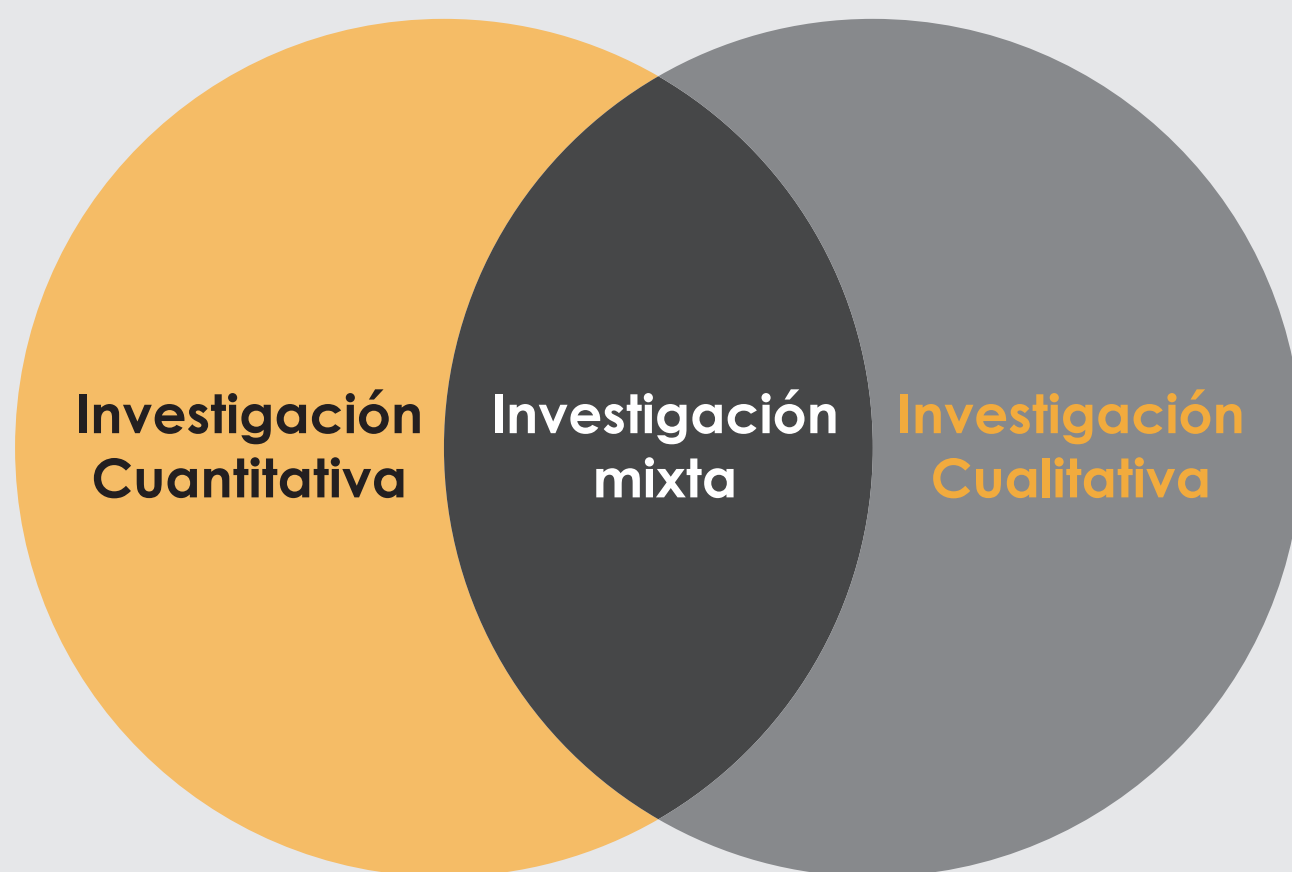 Investigación
Cuantitativa
Investigación
mixta
Investigación
Cualitativa